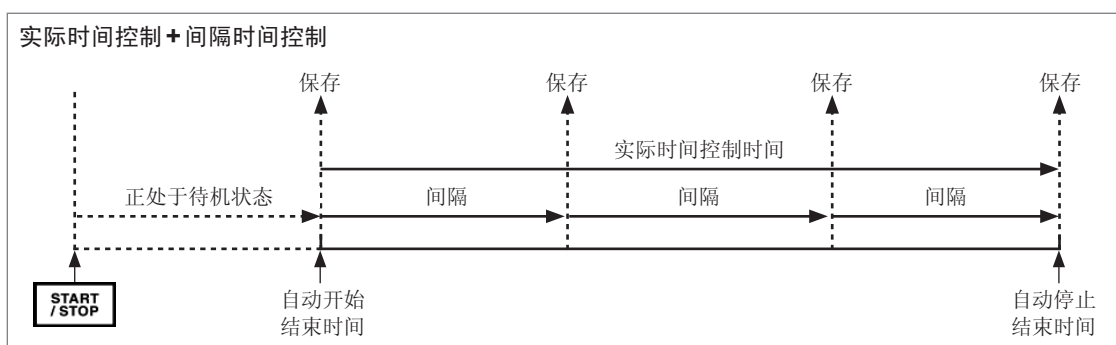 实际时间控制+间隔时间控制
保存 保存 保存 保存
实际时间控制时间
正处于待机状态 间隔 间隔 间隔
START
/ STOP
自动开始
结束时间
自动停止
结束时间